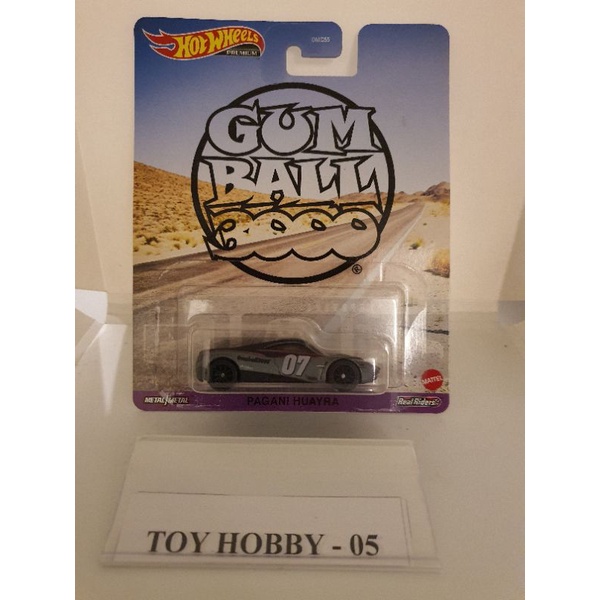 HOT WHEELS
PREMIUM
GUM
BALL
3000
®
07
PAGANI HUAYRA
METAL/METAL
Real Riders
MATTEL
TOY HOBBY - 05